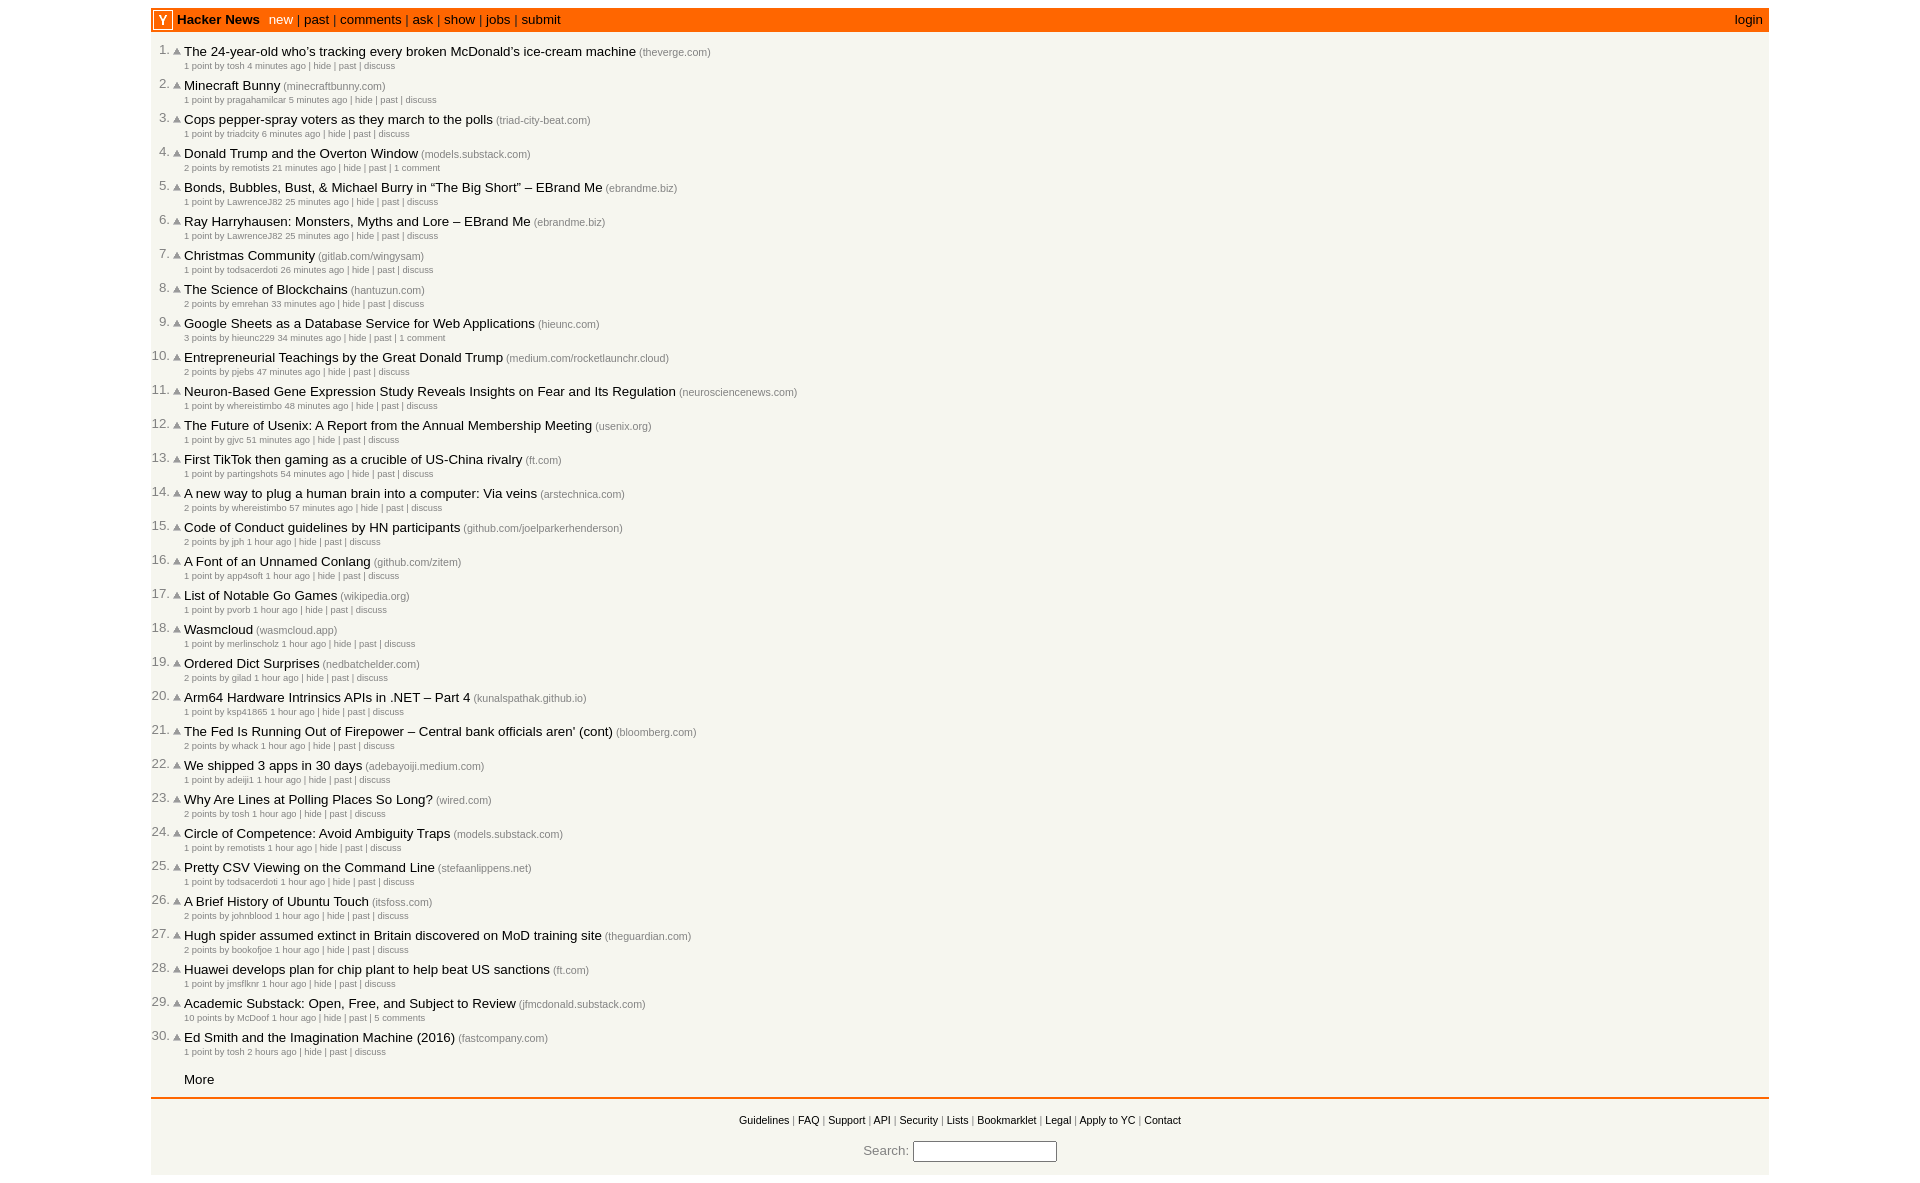 Y Hacker News new | past | comments | ask | show | jobs | submit login
1. The 24-year-old who's tracking every broken McDonald's ice-cream machine (theverge.com)
1 point by tosh 4 minutes ago | hide | past | discuss
2. Minecraft Bunny (minecraftbunny.com)
1 point by pragahamilcar 5 minutes ago | hide | past | discuss
3. Cops pepper-spray voters as they march to the polls (triad-city-beat.com)
1 point by triadcity 6 minutes ago | hide | past | discuss
4. Donald Trump and the Overton Window (models.substack.com)
2 points by remotists 21 minutes ago | hide | past | 1 comment
5. Bonds, Bubbles, Bust, & Michael Burry in “The Big Short” – EBrand Me (ebrandme.biz)
1 point by LawrenceJ82 25 minutes ago | hide | past | discuss
6. Ray Harryhausen: Monsters, Myths and Lore – EBrand Me (ebrandme.biz)
1 point by LawrenceJ82 25 minutes ago | hide | past | discuss
7. Christmas Community (gitlab.com/wingysam)
1 point by todsacerdoti 26 minutes ago | hide | past | discuss
8. The Science of Blockchains (hantuzun.com)
2 points by emrehan 33 minutes ago | hide | past | discuss
9. Google Sheets as a Database Service for Web Applications (hieunc.com)
3 points by hieunc229 34 minutes ago | hide | past | 1 comment
10. Entrepreneurial Teachings by the Great Donald Trump (medium.com/rocketlaunchr.cloud)
2 points by pjebs 47 minutes ago | hide | past | discuss
11. Neuron-Based Gene Expression Study Reveals Insights on Fear and Its Regulation (neurosciencenews.com)
1 point by whereistimbo 48 minutes ago | hide | past | discuss
12. The Future of Usenix: A Report from the Annual Membership Meeting (usenix.org)
1 point by gjvc 51 minutes ago | hide | past | discuss
13. First TikTok then gaming as a crucible of US-China rivalry (ft.com)
1 point by partingshots 54 minutes ago | hide | past | discuss
14. A new way to plug a human brain into a computer: Via veins (arstechnica.com)
2 points by whereistimbo 57 minutes ago | hide | past | discuss
15. Code of Conduct guidelines by HN participants (github.com/joelparkerhenderson)
2 points by jph 1 hour ago | hide | past | discuss
16. A Font of an Unnamed Conlang (github.com/zitem)
1 point by app4soft 1 hour ago | hide | past | discuss
17. List of Notable Go Games (wikipedia.org)
1 point by pvorb 1 hour ago | hide | past | discuss
18. Wasmcloud (wasmcloud.app)
1 point by merlinscholz 1 hour ago | hide | past | discuss
19. Ordered Dict Surprises (nedbatchelder.com)
2 points by gilad 1 hour ago | hide | past | discuss
20. Arm64 Hardware Intrinsics APIs in .NET – Part 4 (kunalspathak.github.io)
1 point by ksp41865 1 hour ago | hide | past | discuss
21. The Fed Is Running Out of Firepower – Central bank officials aren' (cont) (bloomberg.com)
2 points by whack 1 hour ago | hide | past | discuss
22. We shipped 3 apps in 30 days (adebayoiji.medium.com)
1 point by adeiji1 1 hour ago | hide | past | discuss
23. Why Are Lines at Polling Places So Long? (wired.com)
2 points by tosh 1 hour ago | hide | past | discuss
24. Circle of Competence: Avoid Ambiguity Traps (models.substack.com)
1 point by remotists 1 hour ago | hide | past | discuss
25. Pretty CSV Viewing on the Command Line (stefaanlippens.net)
1 point by todsacerdoti 1 hour ago | hide | past | discuss
26. A Brief History of Ubuntu Touch (itsfoss.com)
2 points by johnblood 1 hour ago | hide | past | discuss
27. Hugh spider assumed extinct in Britain discovered on MoD training site (theguardian.com)
2 points by bookofjoe 1 hour ago | hide | past | discuss
28. Huawei develops plan for chip plant to help beat US sanctions (ft.com)
1 point by jmsflknr 1 hour ago | hide | past | discuss
29. Academic Substack: Open, Free, and Subject to Review (jfmcdonald.substack.com)
10 points by McDoof 1 hour ago | hide | past | 5 comments
30. Ed Smith and the Imagination Machine (2016) (fastcompany.com)
1 point by tosh 2 hours ago | hide | past | discuss
More
Guidelines | FAQ | Support | API | Security | Lists | Bookmarklet | Legal | Apply to YC | Contact
Search: